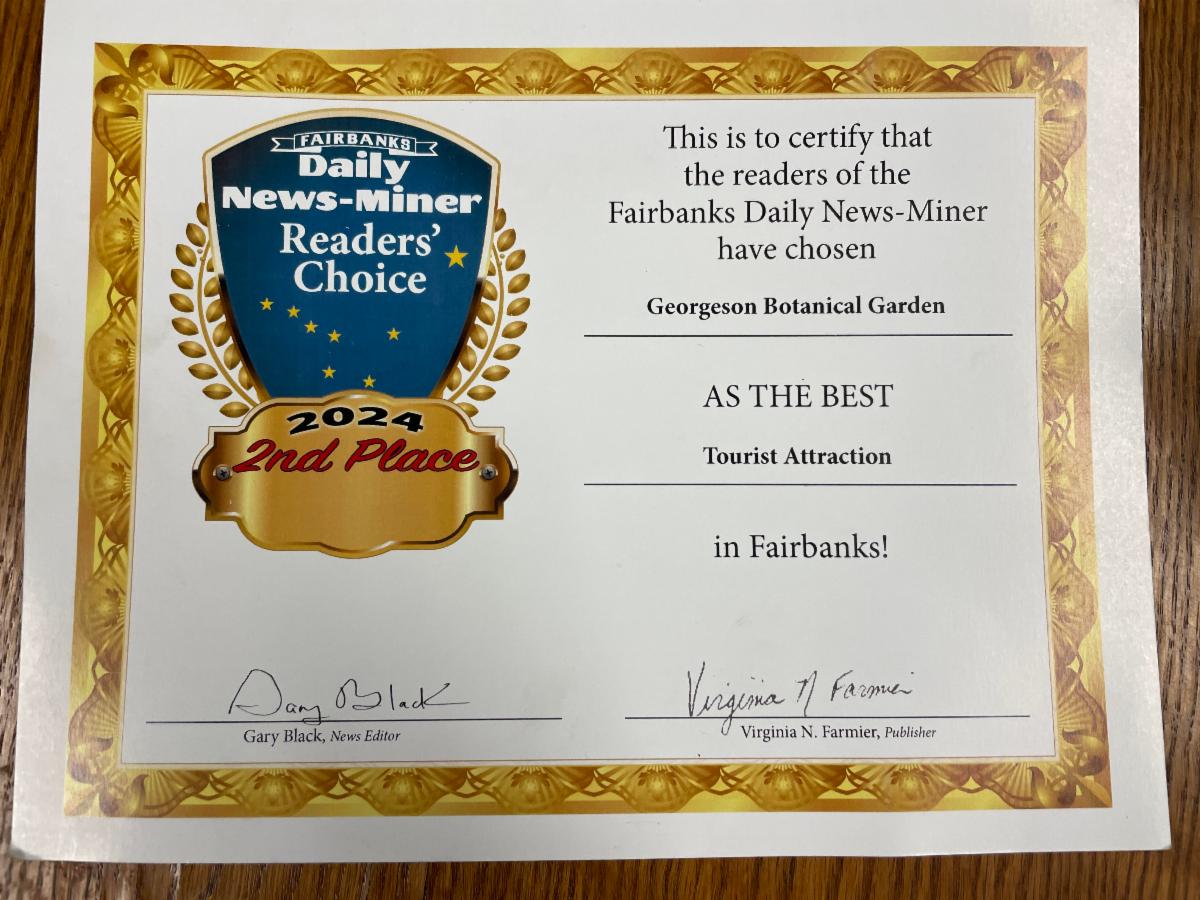 FAIRBANKS
Daily
News-Miner
Readers’
Choice
2024
2nd Place
This is to certify that
the readers of the
Fairbanks Daily News-Miner
have chosen
Georgeson Botanical Garden
AS THE BEST
Tourist Attraction
in Fairbanks!
Gary Black
Gary Black, News Editor
Virginia N Farmier
Virginia N. Farmier, Publisher